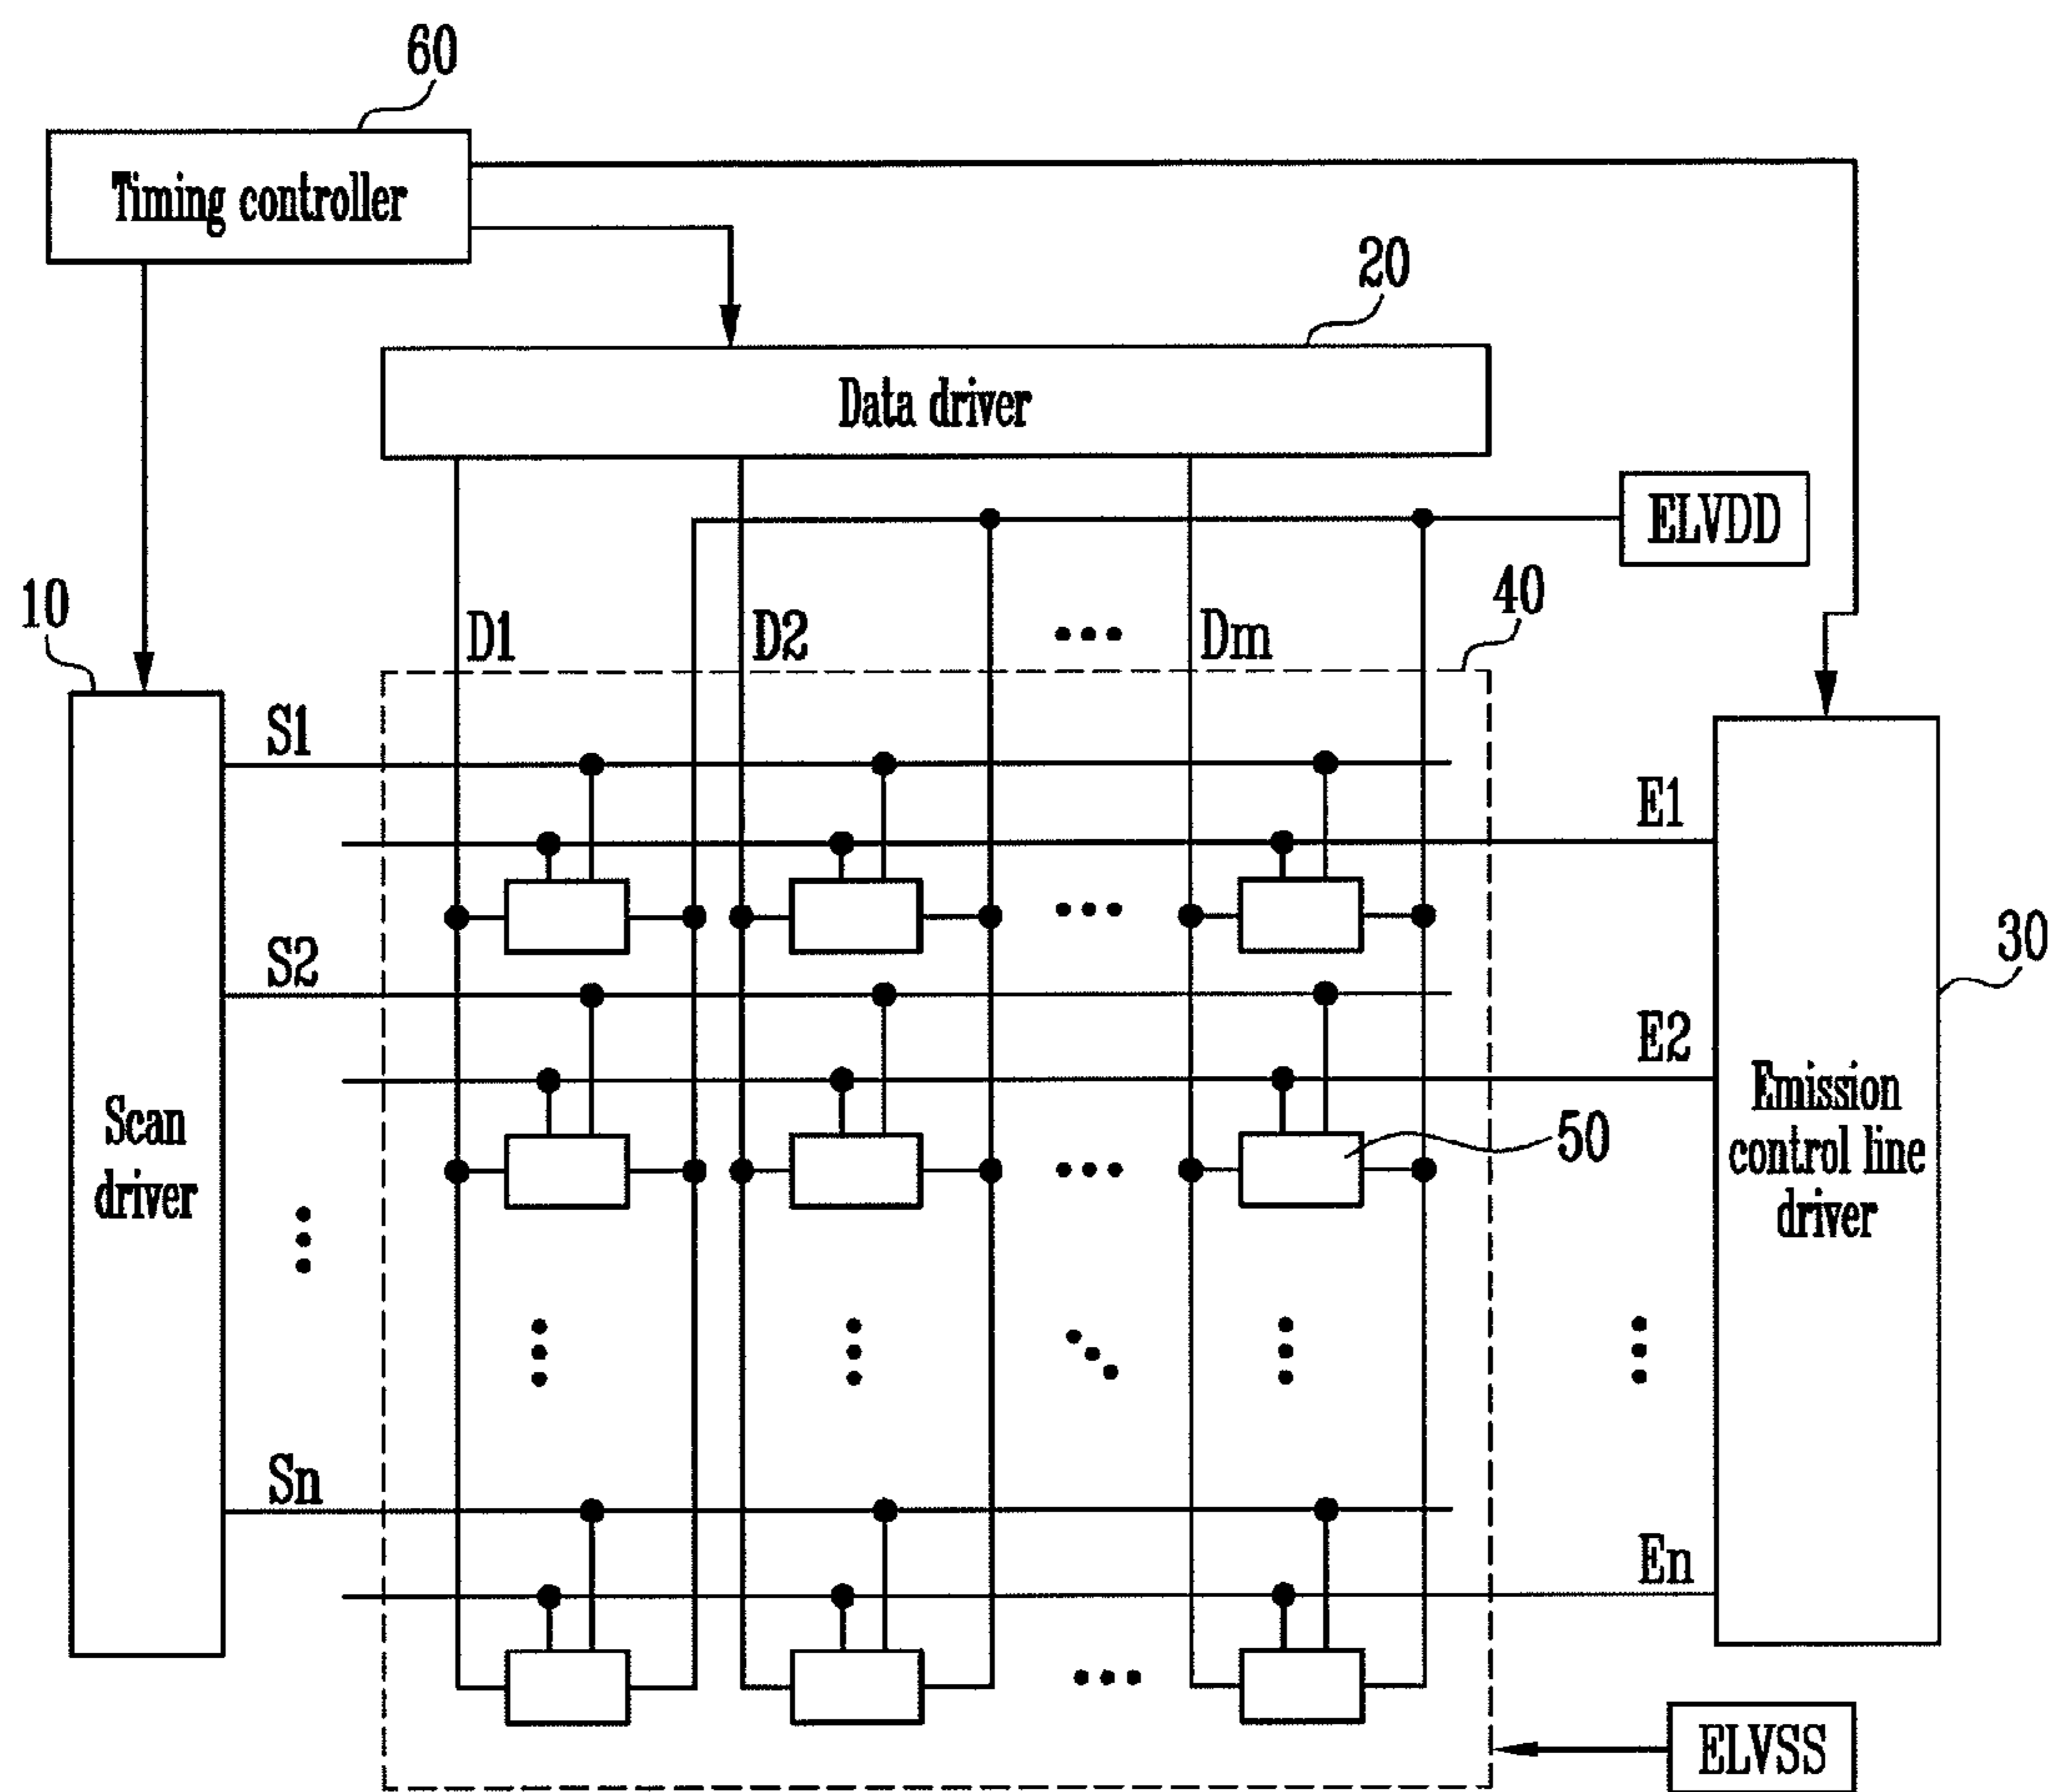 60
Timing controller
20
Data driver
ELVDD
10
D1
D2
Dm
40
S1
E1
S2
30
E2
Scan
driver
50
Emission
control line
driver
Sn
En
ELVSS